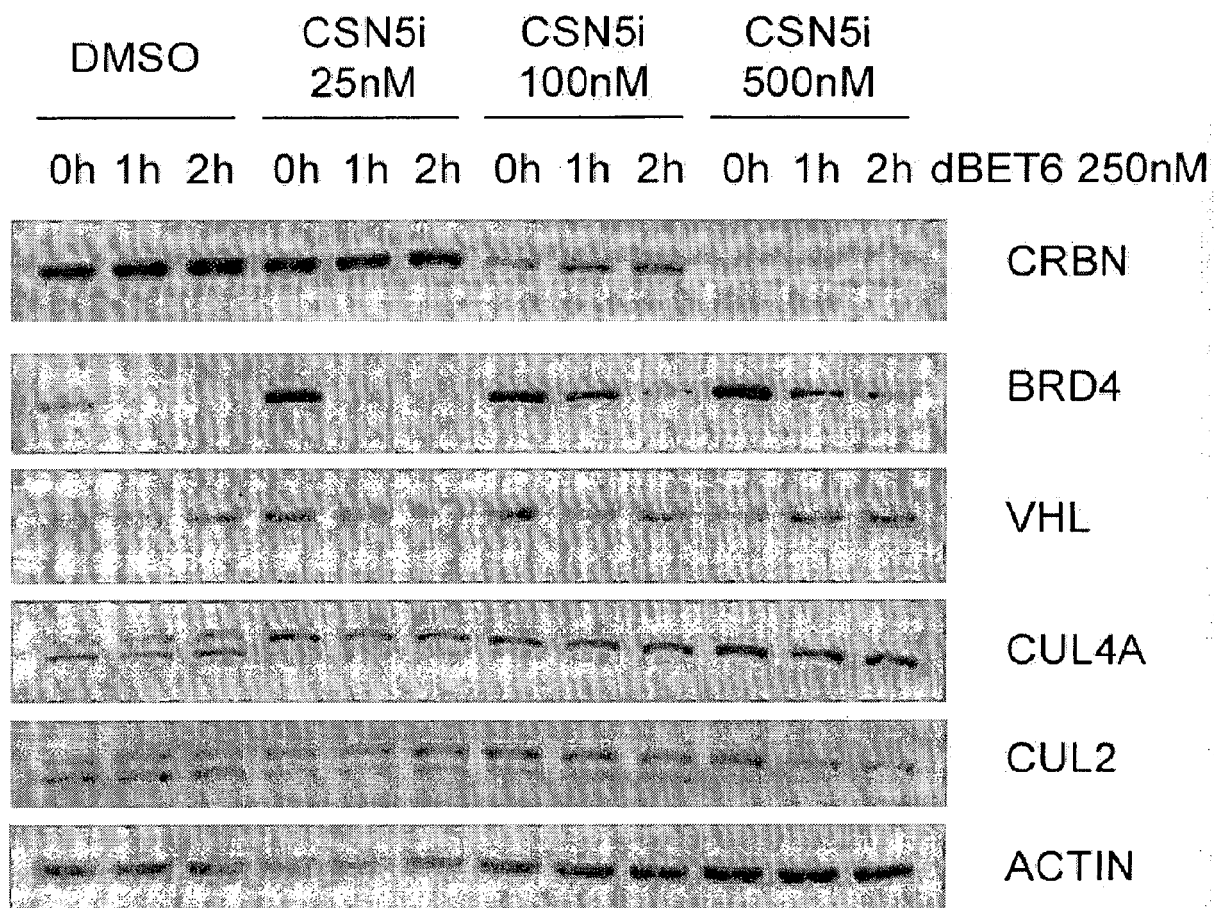 DMSO CSN5i 25nM CSN5i 100nM CSN5i 500nM
0h 1h 2h 0h 1h 2h 0h 1h 2h 0h 1h 2h dBET6 250nM
CRBN
BRD4
VHL
CUL4A
CUL2
ACTIN